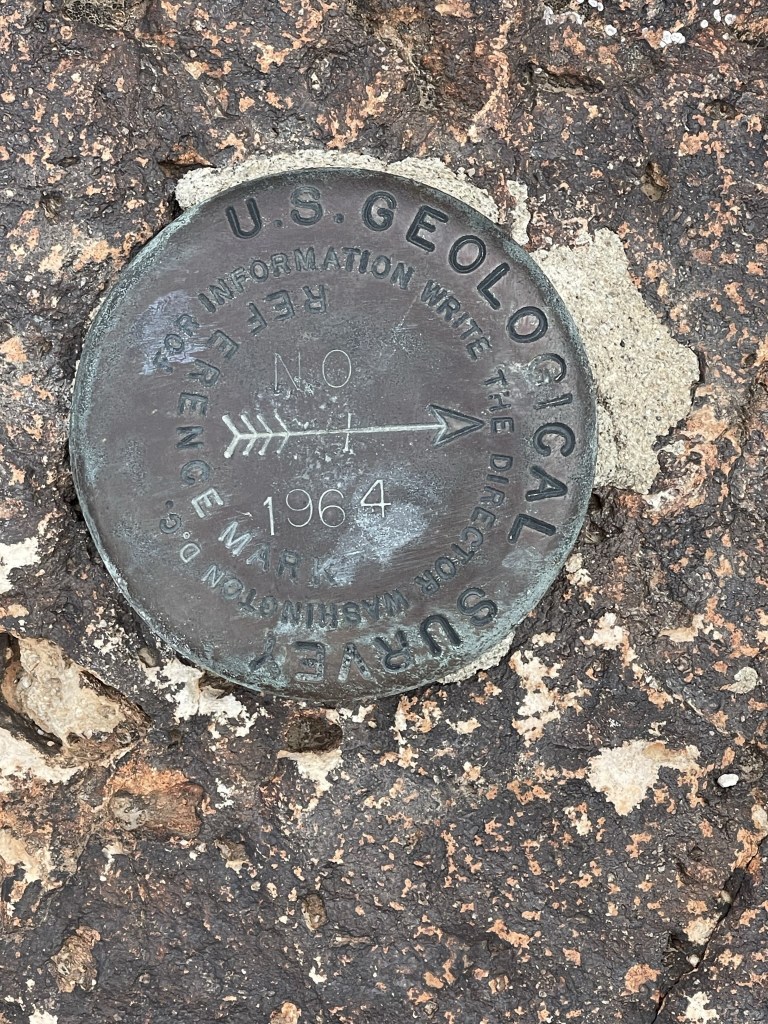 U.S. GEOLOGICAL SURVEY
FOR INFORMATION WRITE THE DIRECTOR WASHINGTON D.C.
REFERENCE MARK
NO
1964